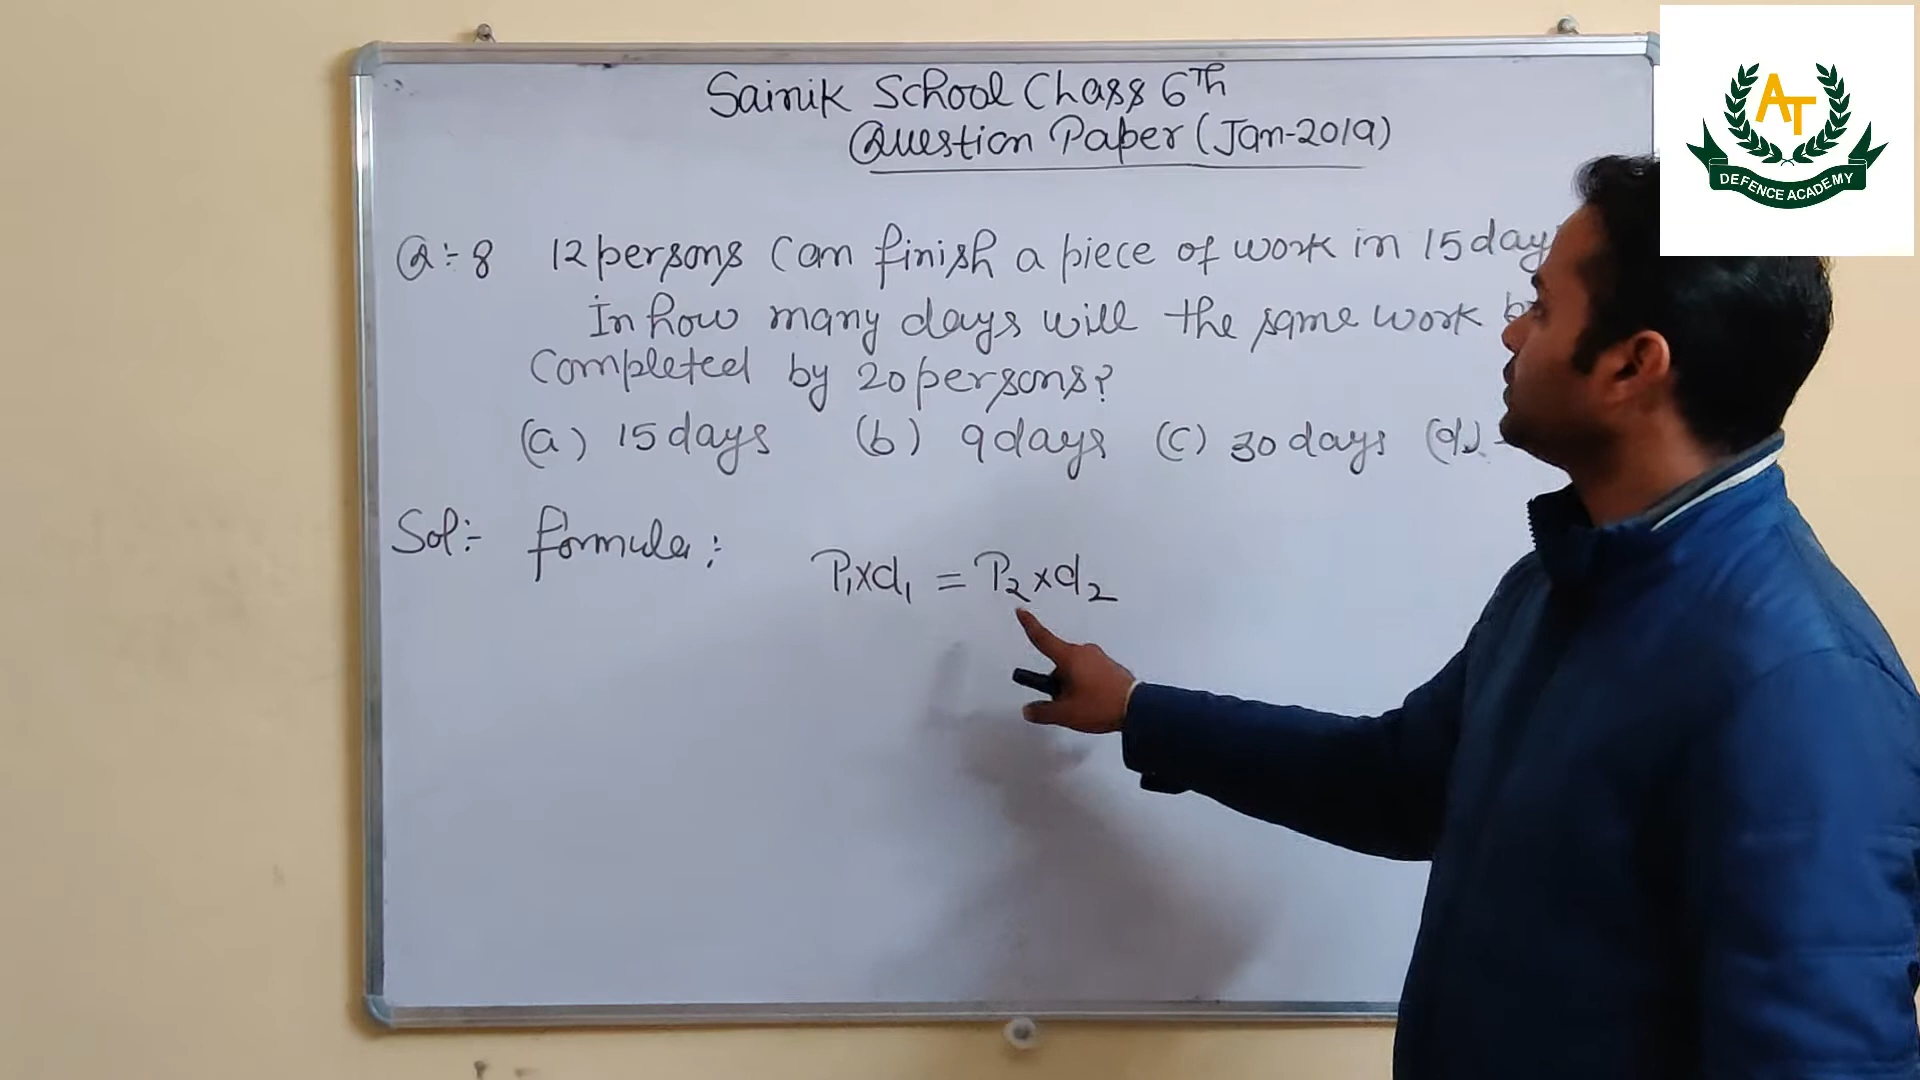 Sainik School Class 6th
Question Paper (Jan-2019)
Q:- 8 12 persons can finish a piece of work in 15 day
In how many days will the same work
completed by 20 persons?
(a) 15 days (b) 9 days (c) 30 days (d)
Sol:- formula:
P1xd1 = P2xd2
AT
DEFENCE ACADEMY